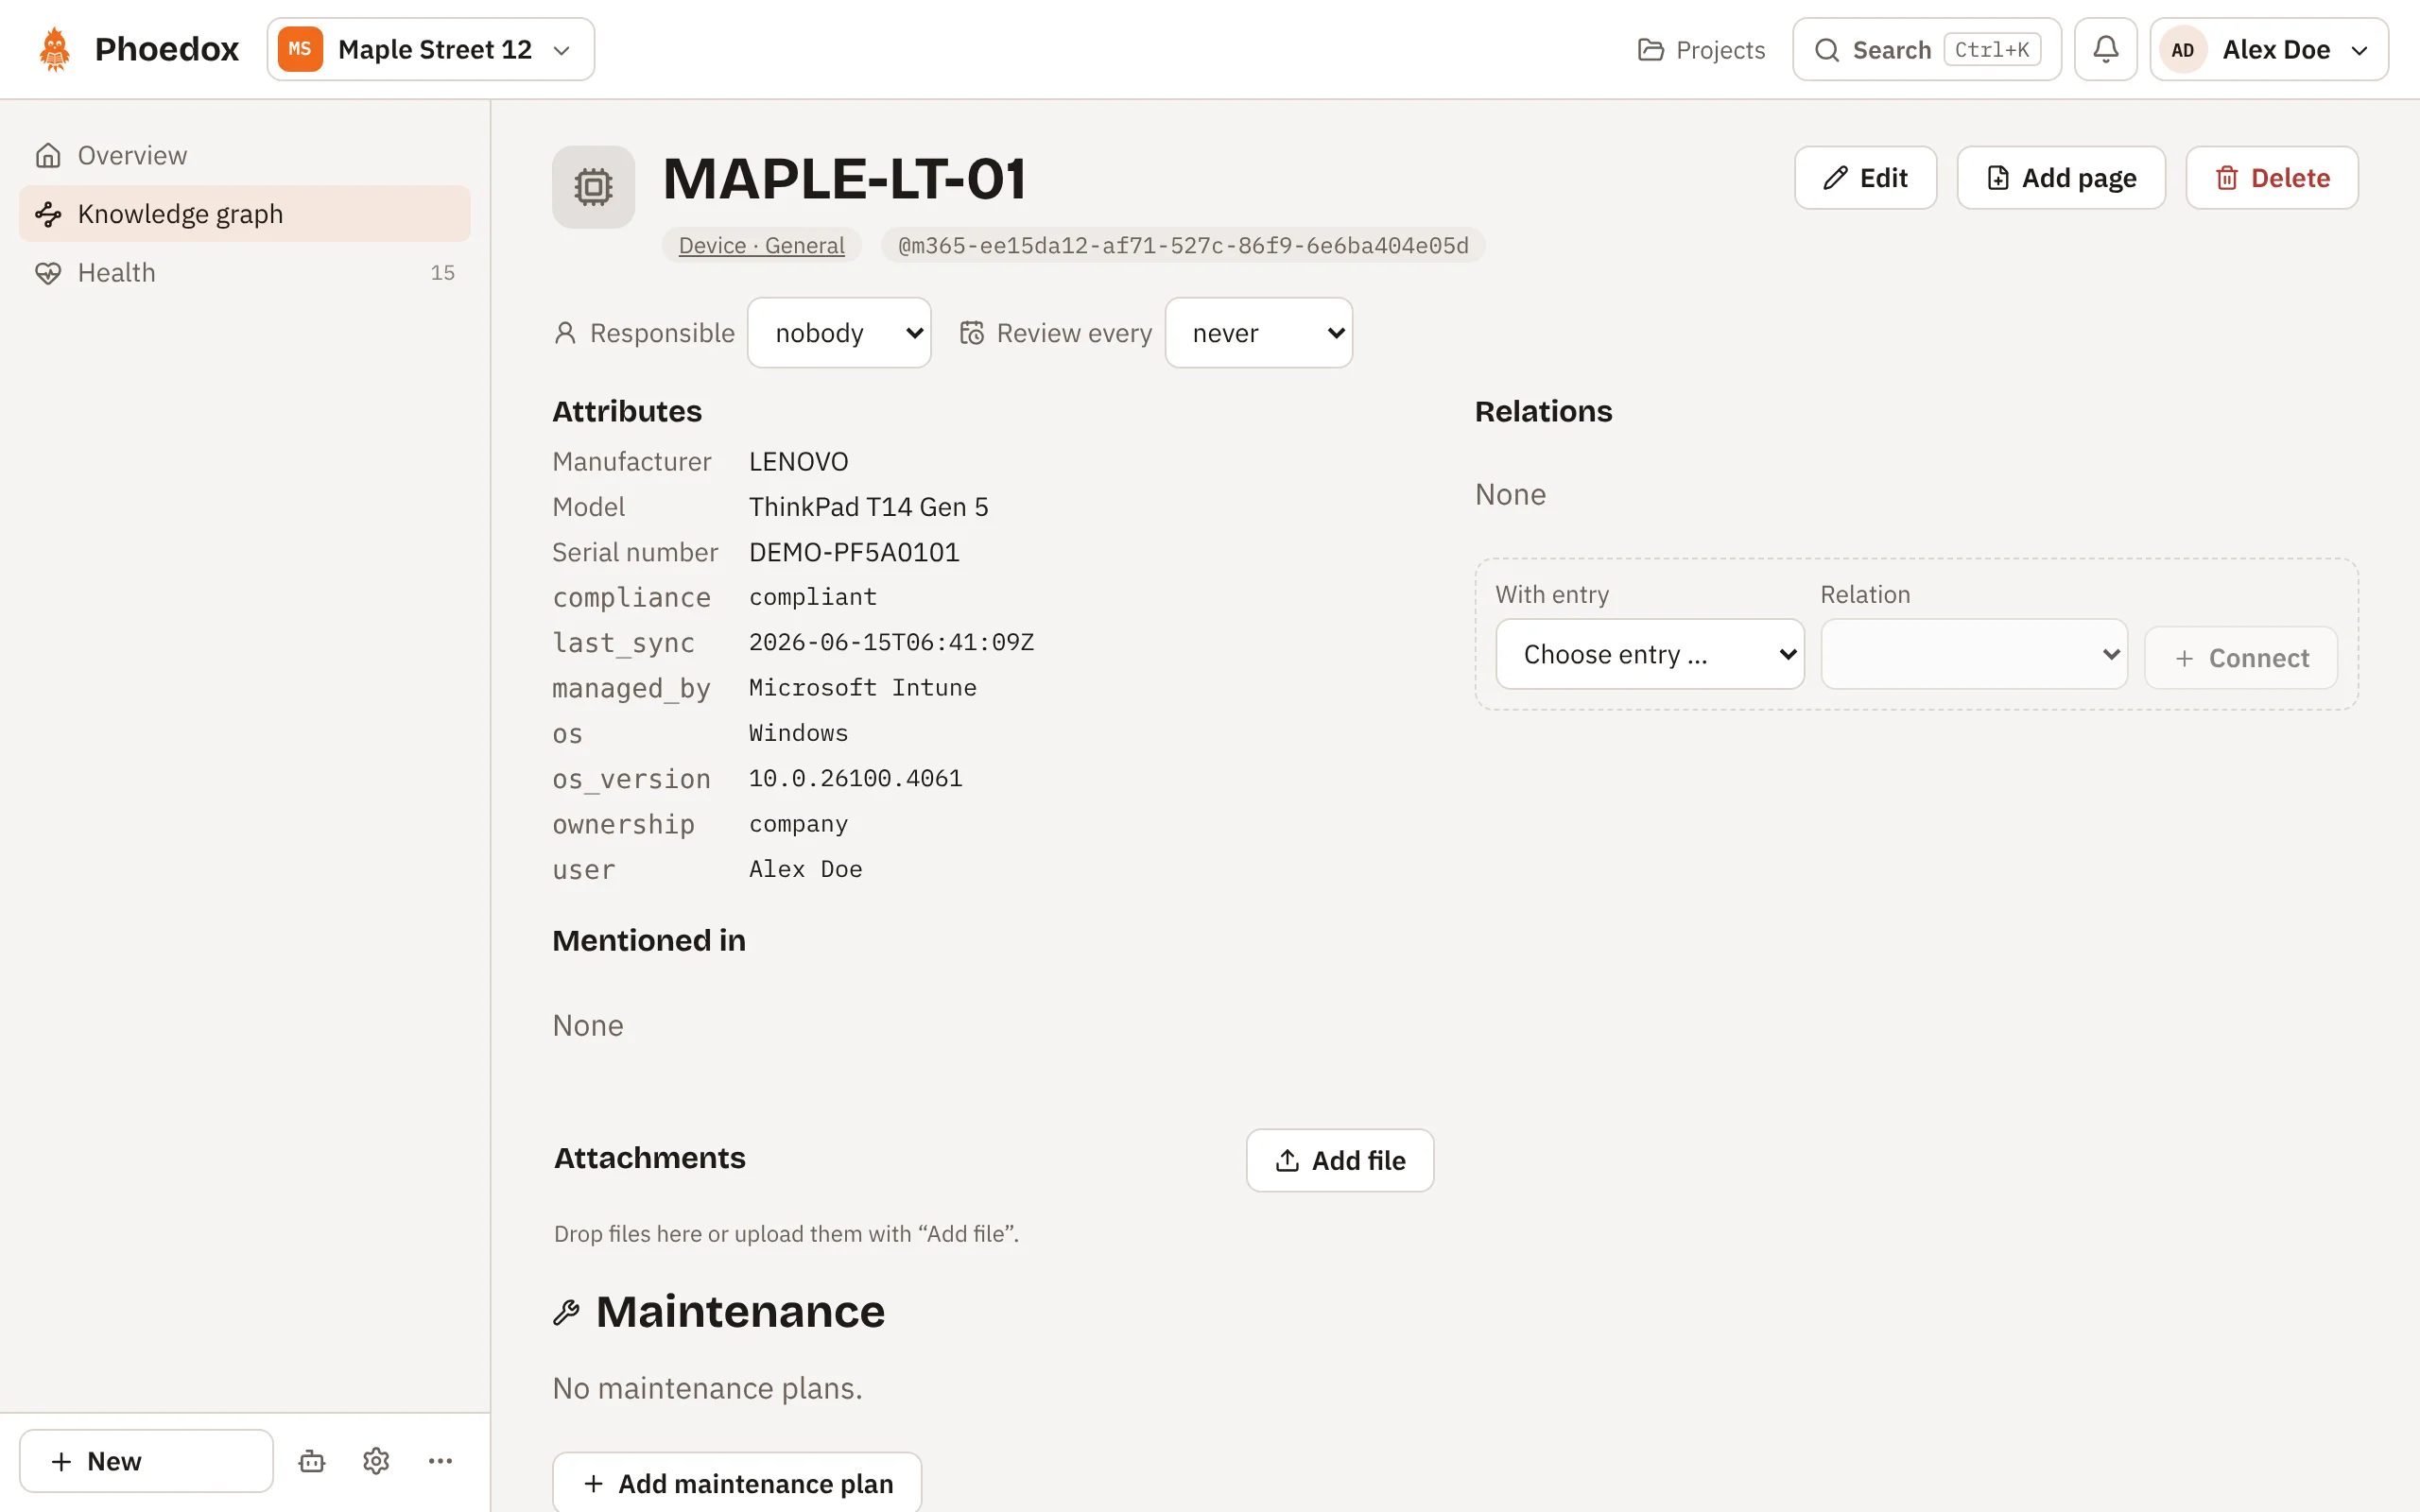 Phoedox
MS Maple Street 12
Projects
Search Ctrl+K
AD Alex Doe
Overview
Knowledge graph
Health 15
MAPLE-LT-01
Edit
Add page
Delete
Device · General
@m365-ee15da12-af71-527c-86f9-6e6ba404e05d
Responsible nobody
Review every never
Attributes
Manufacturer LENOVO
Model ThinkPad T14 Gen 5
Serial number DEMO-PF5A0101
compliance compliant
last_sync 2026-06-15T06:41:09Z
managed_by Microsoft Intune
os Windows
os_version 10.0.26100.4061
ownership company
user Alex Doe
Relations
None
With entry Relation
Choose entry ...
+ Connect
Mentioned in
None
Attachments
Add file
Drop files here or upload them with “Add file”.
Maintenance
No maintenance plans.
+ Add maintenance plan
+ New